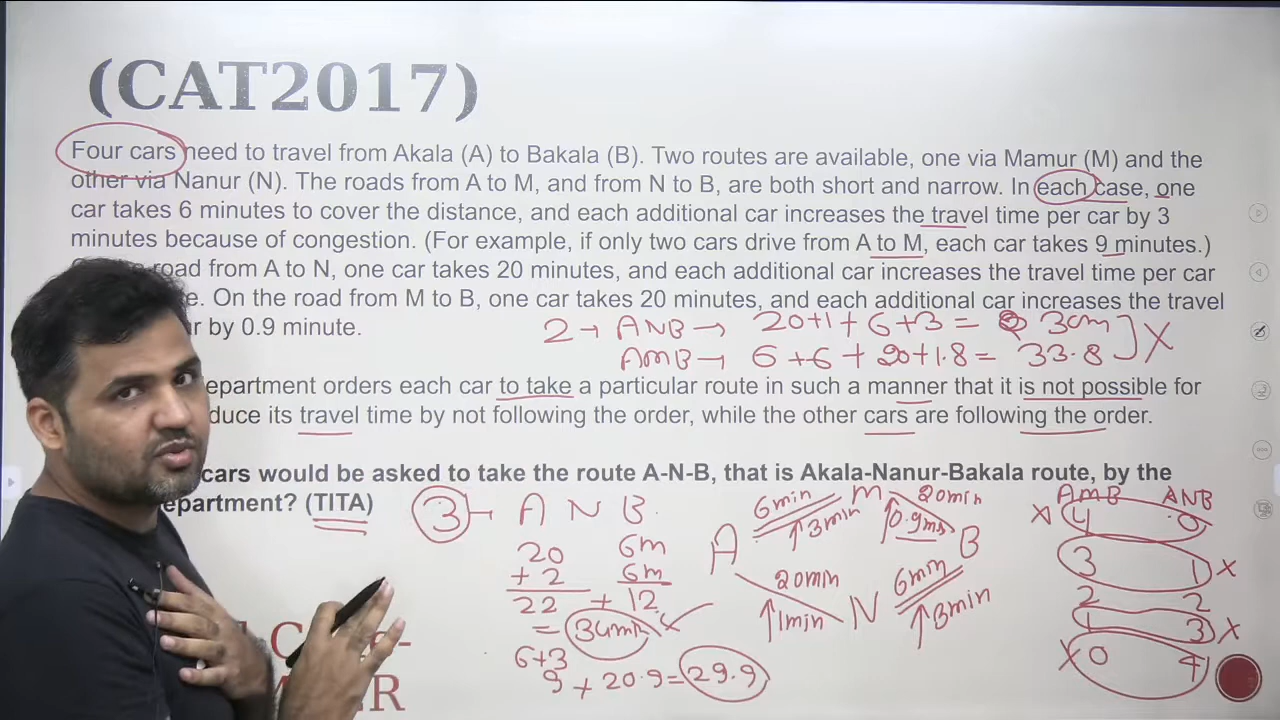 (CAT2017)
Four cars need to travel from Akala (A) to Bakala (B). Two routes are available, one via Mamur (M) and the
other via Nanur (N). The roads from A to M, and from N to B, are both short and narrow. In each case, one
car takes 6 minutes to cover the distance, and each additional car increases the travel time per car by 3
minutes because of congestion. (For example, if only two cars drive from A to M, each car takes 9 minutes.)
road from A to N, one car takes 20 minutes, and each additional car increases the travel time per car
e. On the road from M to B, one car takes 20 minutes, and each additional car increases the travel
r by 0.9 minute.
2 → ANB → 20+1+6+3 = 30m
AMB → 6+6+20+1.8 = 33.8 X
epartment orders each car to take a particular route in such a manner that it is not possible for
duce its travel time by not following the order, while the other cars are following the order.
cars would be asked to take the route A-N-B, that is Akala-Nanur-Bakala route, by the
epartment? (TITA)
3 → A N B
20 6m
+2 6m
22 + 12
= 34min
6+3
9 + 20.9 = 29.9
6min M 20min
↑3min ↑0.9ms
A B
20min 6min
↑1min N ↑3min
AMB ANB
X 4 0
3 1 X
2 2
1 3 X
X 0 4